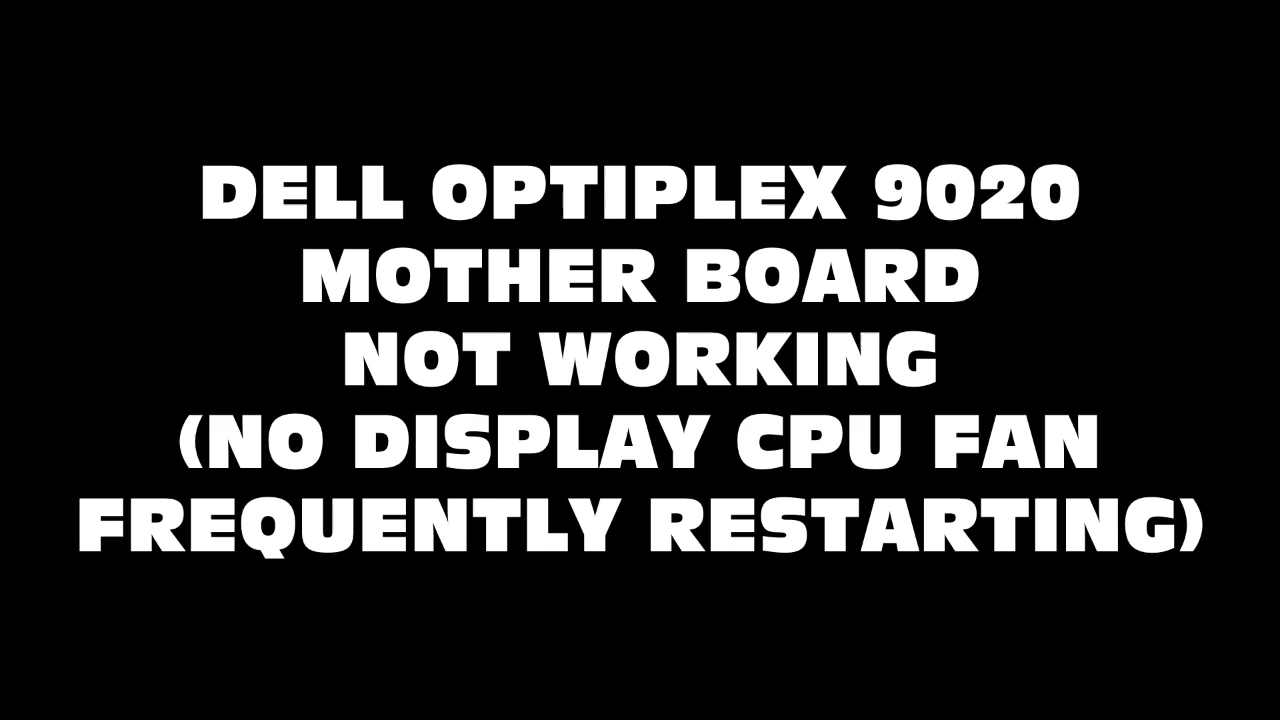 DELL OPTIPLEX 9020
MOTHER BOARD
NOT WORKING
(NO DISPLAY CPU FAN
FREQUENTLY RESTARTING)